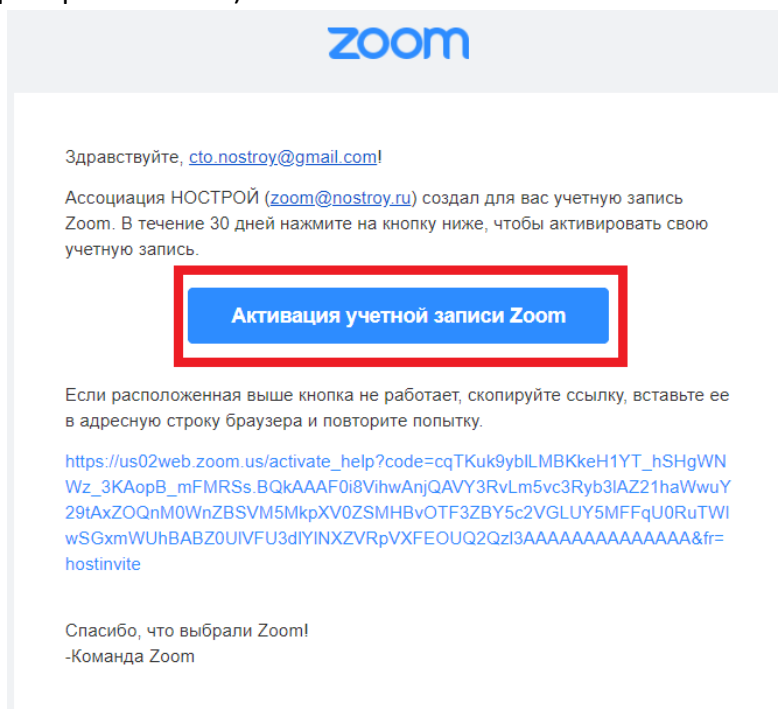 zoom
Здравствуйте, cto.nostroy@gmail.com!
Ассоциация НОСТРОЙ (zoom@nostroy.ru) создал для вас учетную запись
Zoom. В течение 30 дней нажмите на кнопку ниже, чтобы активировать свою
учетную запись.
Активация учетной записи Zoom
Если расположенная выше кнопка не работает, скопируйте ссылку, вставьте ее
в адресную строку браузера и повторите попытку.
https://us02web.zoom.us/activate_help?code=cqTKuk9ybILMBKkeH1YT_hSHgWN
Wz_3KAopB_mFMRSs.BQkAAAF0i8VihwAnjQAVY3RvLm5vc3Ryb3lAZ21haWwuY
29tAxZOQnM0WnZBSVM5MkpXV0ZSMHBvOTF3ZBY5c2VGLUY5MFFqU0RuTWl
wSGxmWUhBABZ0UlVFU3dlYlNXZVRpVXFEOUQ2Qzl3AAAAAAAAAAAAAA&fr=
hostinvite
Спасибо, что выбрали Zoom!
-Команда Zoom